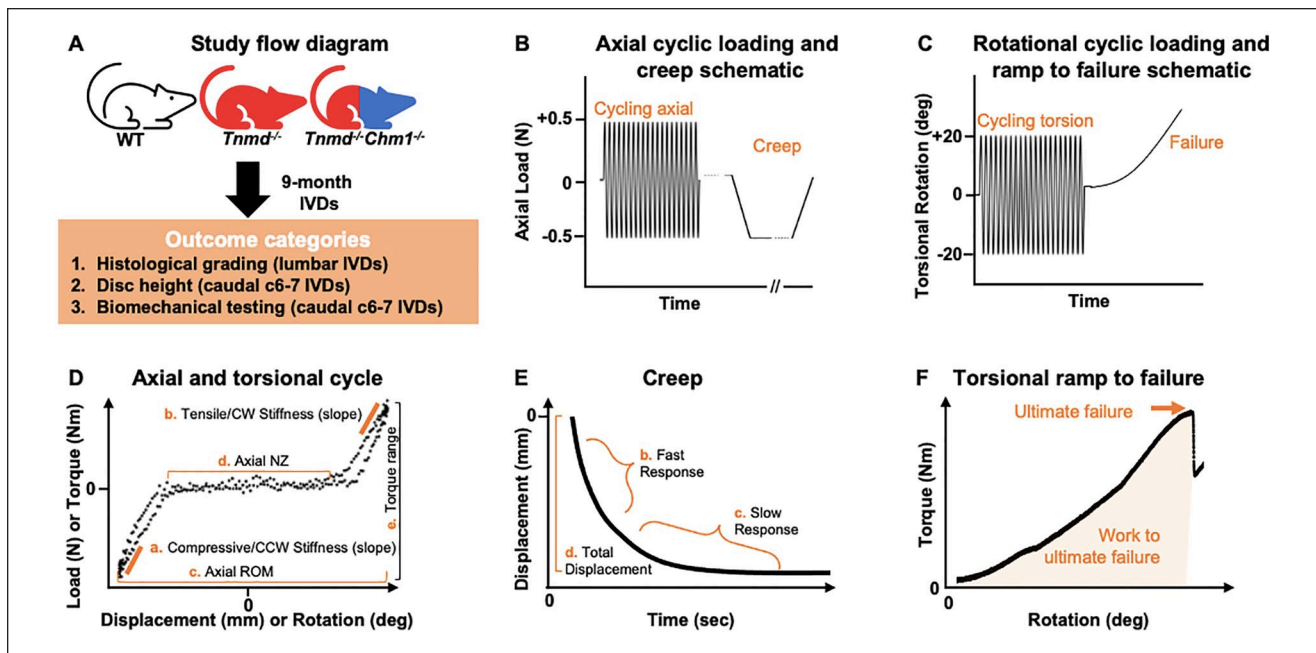 A
Study flow diagram
WT
Tnmd-/-
Tnmd-/-Chm1-/-
9-month
IVDs
Outcome categories
1. Histological grading (lumbar IVDs)
2. Disc height (caudal c6-7 IVDs)
3. Biomechanical testing (caudal c6-7 IVDs)
B
Axial cyclic loading and
creep schematic
Cycling axial
Creep
Axial Load (N)
+0.5
0
-0.5
Time
//
C
Rotational cyclic loading and
ramp to failure schematic
Cycling torsion
Failure
Torsional Rotation (deg)
+20
0
-20
Time
D
Axial and torsional cycle
b. Tensile/CW Stiffness (slope)
d. Axial NZ
e. Torque range
a. Compressive/CCW Stiffness (slope)
c. Axial ROM
Load (N) or Torque (Nm)
0
0
Displacement (mm) or Rotation (deg)
E
Creep
0
b. Fast
Response
c. Slow
Response
d. Total
Displacement
Displacement (mm)
0
Time (sec)
F
Torsional ramp to failure
Ultimate failure
Work to
ultimate failure
Torque (Nm)
0
0
Rotation (deg)